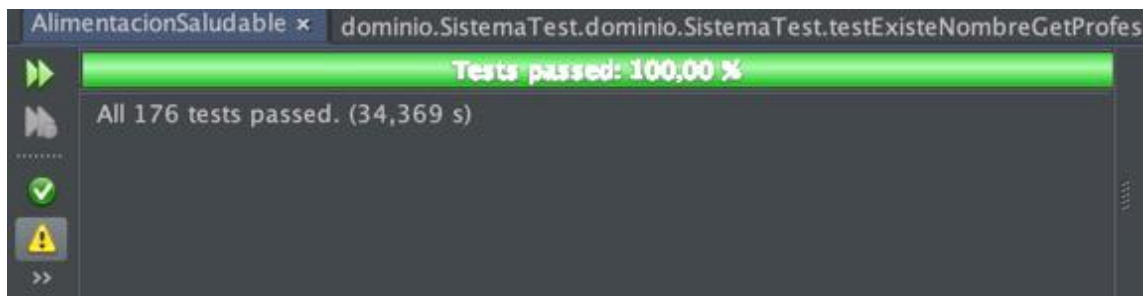 AlimentacionSaludable × dominio.SistemaTest.dominio.SistemaTest.testExisteNombreGetProfes
Tests passed: 100,00 %
All 176 tests passed. (34,369 s)